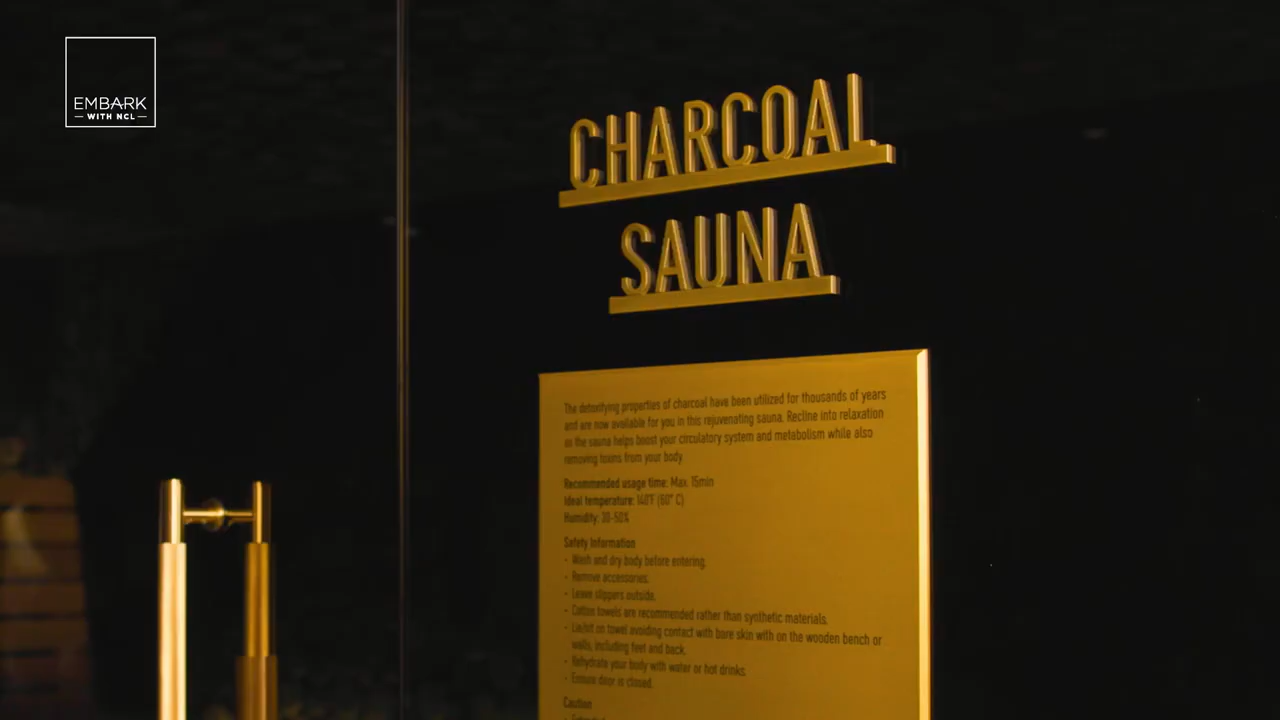 EMBARK
WITH NCL
CHARCOAL
SAUNA
The detoxifying properties of charcoal have been utilized for thousands of years
and are now available for you in this rejuvenating sauna. Recline into relaxation
as the sauna helps boost your circulatory system and metabolism while also
removing toxins from your body
Recommended usage time: Max. 15min
Ideal temperature: 140°F (60° C)
Humidity: 30-50%
Safety Information
• Wash and dry body before entering.
• Remove accessories.
• Leave slippers outside.
• Cotton towels are recommended rather than synthetic materials.
• Lie/sit on towel avoiding contact with bare skin with on the wooden bench or
walls, including feet and back.
• Rehydrate your body with water or hot drinks.
• Ensure door is closed.
Caution